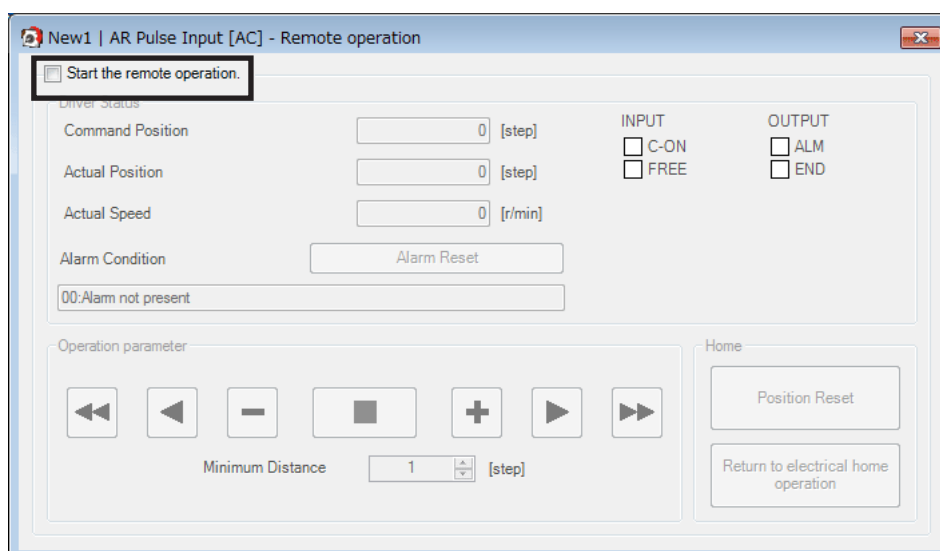 New1 | AR Pulse Input [AC] - Remote operation
Start the remote operation.
Driver Status
Command Position 0 [step]
Actual Position 0 [step]
Actual Speed 0 [r/min]
Alarm Condition Alarm Reset
00:Alarm not present
INPUT
C-ON
FREE
OUTPUT
ALM
END
Operation parameter
Minimum Distance 1 [step]
Home
Position Reset
Return to electrical home
operation